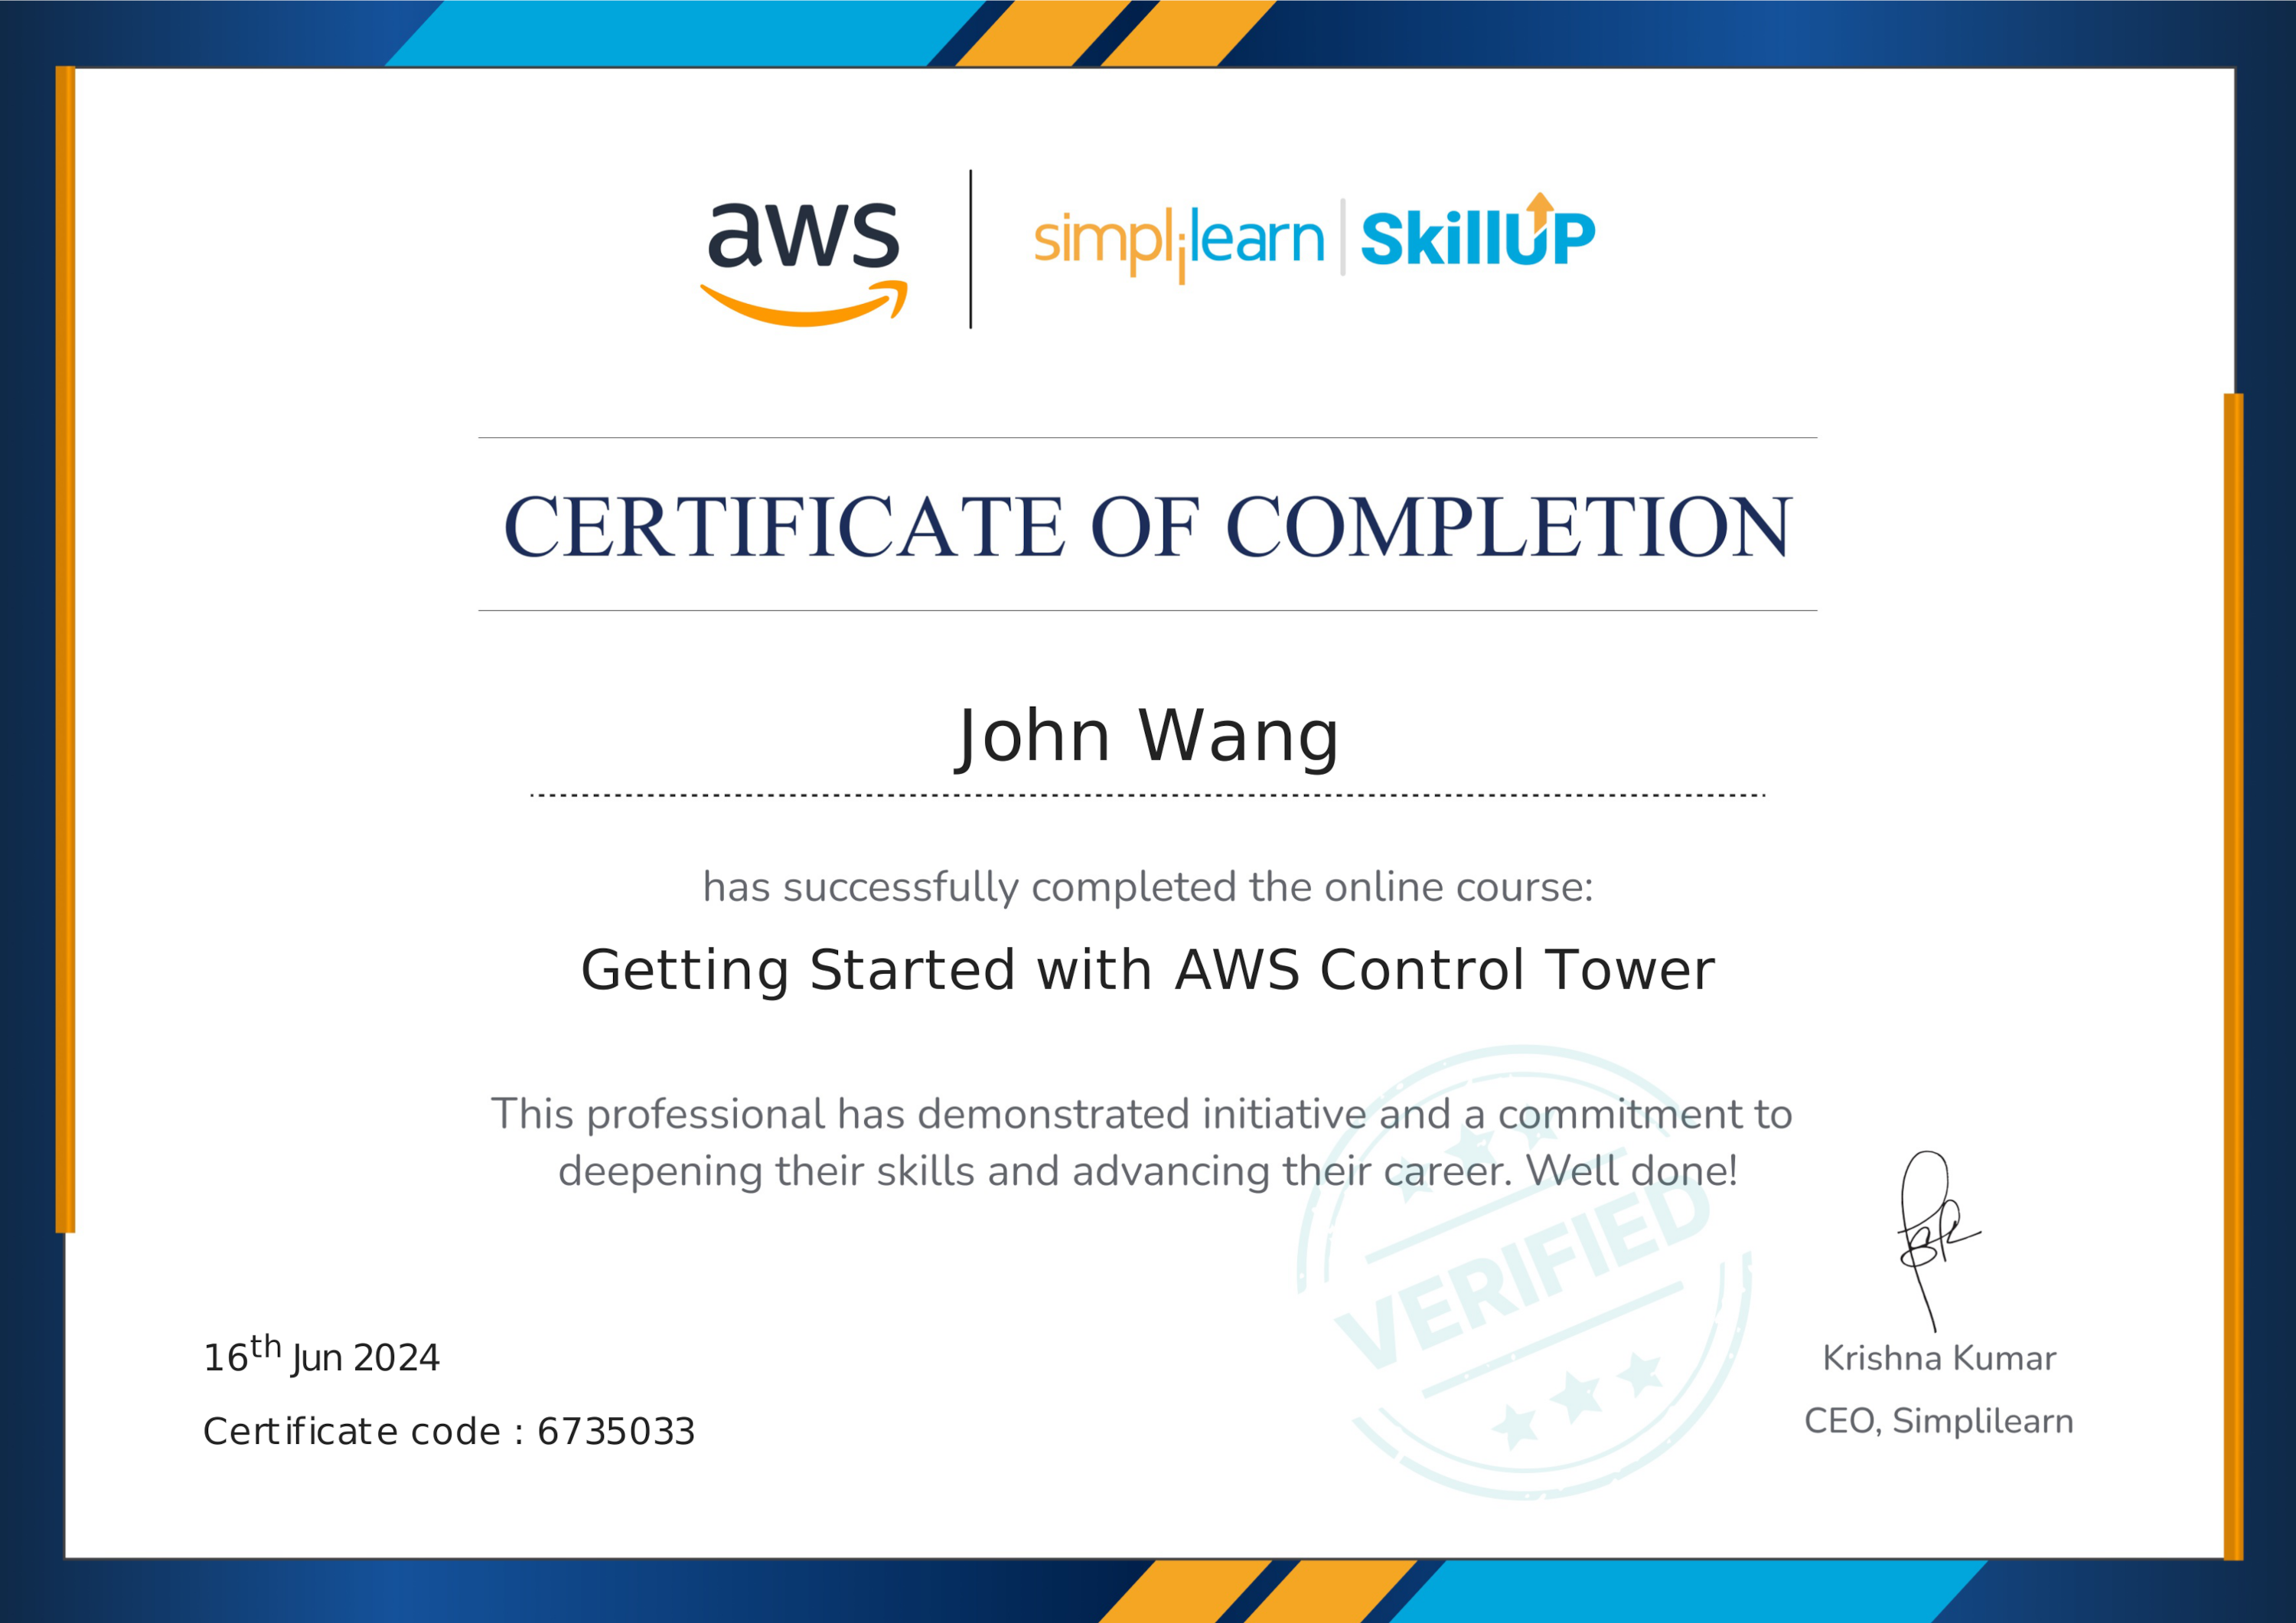 aws
simplilearn | SkillUP
CERTIFICATE OF COMPLETION
John Wang
has successfully completed the online course:
Getting Started with AWS Control Tower
This professional has demonstrated initiative and a commitment to
deepening their skills and advancing their career. Well done!
VERIFIED
16th Jun 2024
Certificate code : 6735033
Krishna Kumar
CEO, Simplilearn